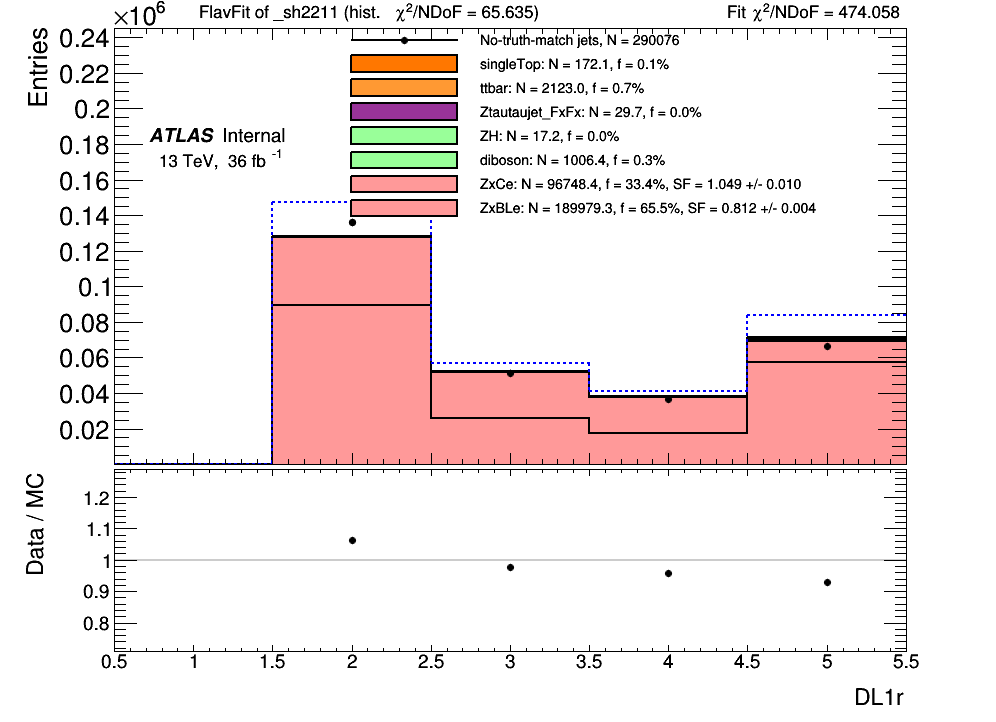 ×10⁶ FlavFit of _sh2211 (hist. χ²/NDoF = 65.635) Fit χ²/NDoF = 474.058
Entries
0.24
0.22
0.2
0.18
0.16
0.14
0.12
0.1
0.08
0.06
0.04
0.02
ATLAS Internal
13 TeV, 36 fb⁻¹
No-truth-match jets, N = 290076
singleTop: N = 172.1, f = 0.1%
ttbar: N = 2123.0, f = 0.7%
Ztautaujet_FxFx: N = 29.7, f = 0.0%
ZH: N = 17.2, f = 0.0%
diboson: N = 1006.4, f = 0.3%
ZxCe: N = 96748.4, f = 33.4%, SF = 1.049 +/- 0.010
ZxBLe: N = 189979.3, f = 65.5%, SF = 0.812 +/- 0.004
Data / MC
1.2
1.1
1
0.9
0.8
0.5 1 1.5 2 2.5 3 3.5 4 4.5 5 5.5
DL1r